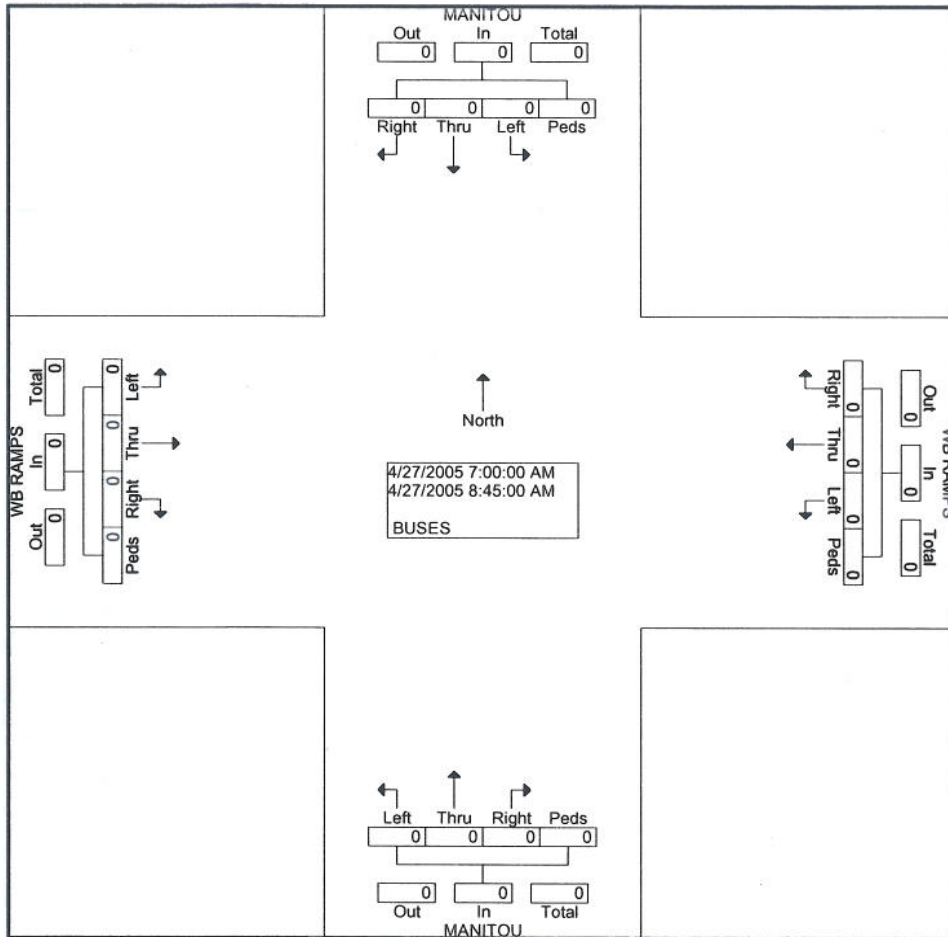 MANITOU
Out In Total
0 0 0
0 0 0 0
Right Thru Left Peds
WB RAMPS
Total In Out
0 0 0
0 0 0 0
Left Thru Right Peds
North
4/27/2005 7:00:00 AM
4/27/2005 8:45:00 AM
BUSES
Right Thru Left Peds
0 0 0 0
0 0 0
Out In Total
WB RAMPS
Left Thru Right Peds
0 0 0 0
0 0 0
Out In Total
MANITOU